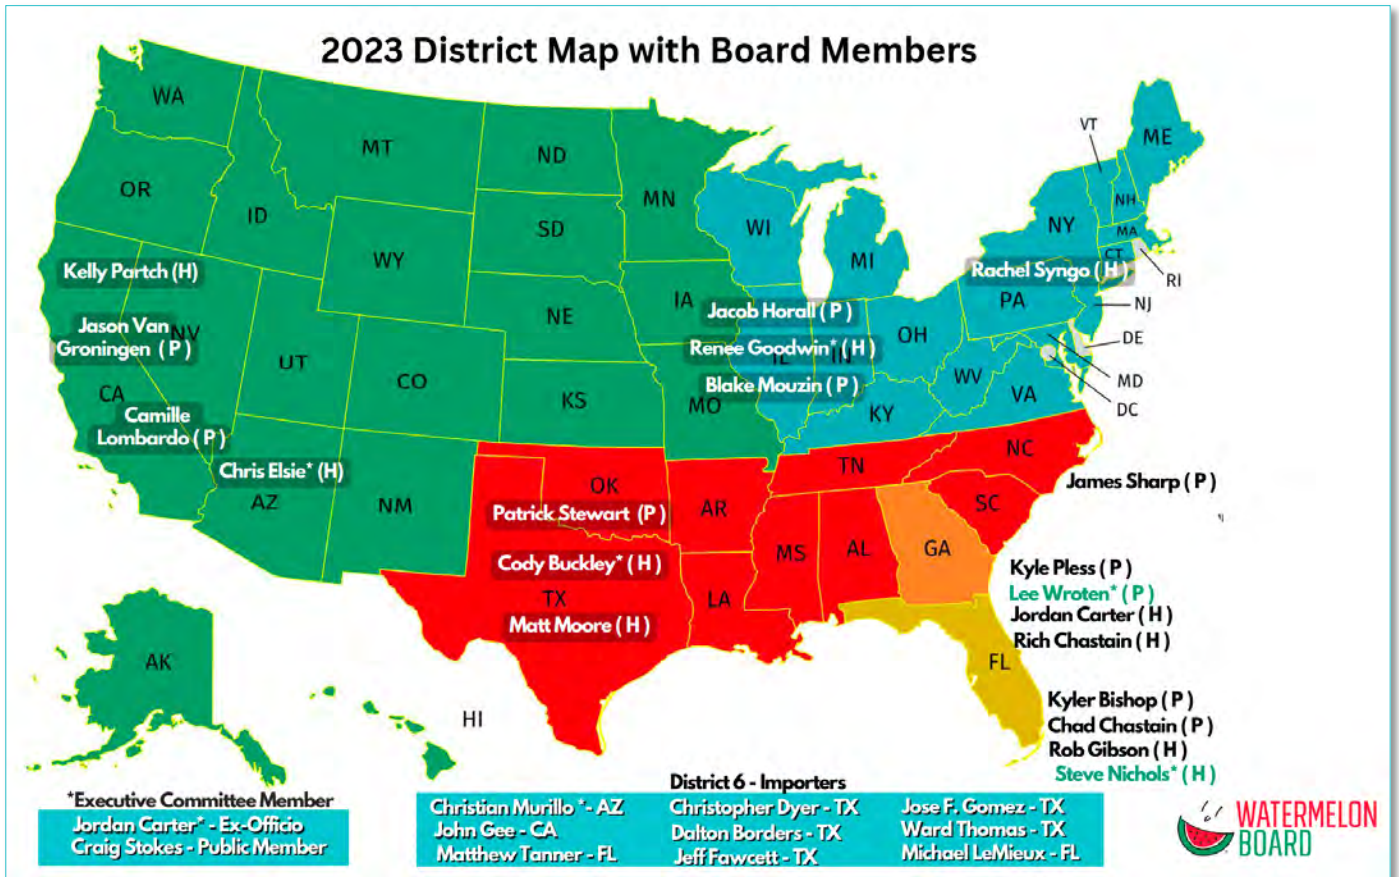 2023 District Map with Board Members
WA
MT
ND
MN
OR
ID
SD
WY
WI
MI
NY
VT
ME
NH
MA
CT
RI
Kelly Partch (H)
Rachel Syngo ( H )
PA
NJ
NE
IA
Jacob Horall ( P )
OH
DE
Jason Van
Groningen ( P )
NV
UT
CO
Renee Goodwin* ( H )
IL
IN
WV
VA
MD
DC
CA
KS
MO
Blake Mouzin ( P )
KY
Camille
Lombardo ( P )
Chris Elsie* (H)
AZ
NM
OK
TN
NC
AR
SC
James Sharp ( P )
Patrick Stewart (P )
MS
AL
GA
Cody Buckley* ( H )
TX
LA
Matt Moore ( H )
Kyle Pless ( P )
Lee Wroten* ( P )
Jordan Carter ( H )
Rich Chastain ( H )
FL
AK
HI
Kyler Bishop ( P )
Chad Chastain ( P )
Rob Gibson ( H )
Steve Nichols* ( H )
*Executive Committee Member
Jordan Carter* - Ex-Officio
Craig Stokes - Public Member
District 6 - Importers
Christian Murillo *- AZ
John Gee - CA
Matthew Tanner - FL
Christopher Dyer - TX
Dalton Borders - TX
Jeff Fawcett - TX
Jose F. Gomez - TX
Ward Thomas - TX
Michael LeMieux - FL
WATERMELON
BOARD